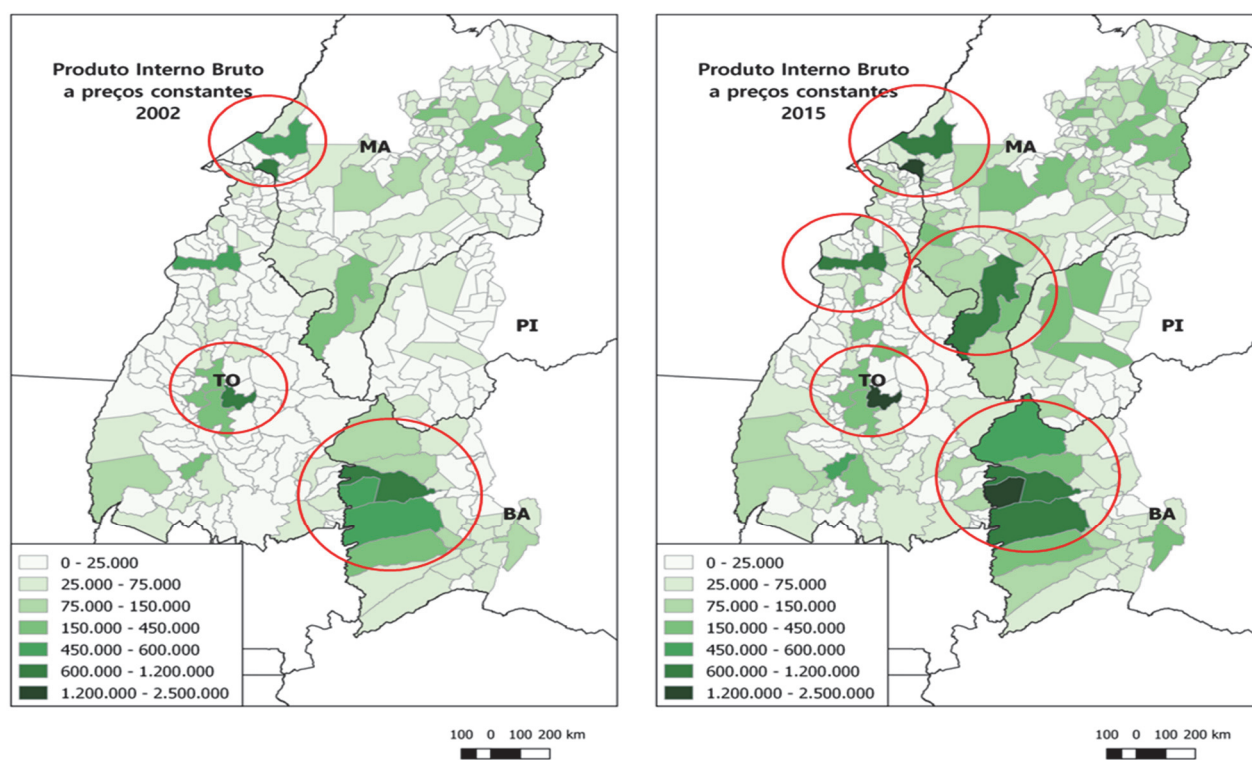 Produto Interno Bruto
a preços constantes
2002
MA
PI
TO
BA
0 - 25.000
25.000 - 75.000
75.000 - 150.000
150.000 - 450.000
450.000 - 600.000
600.000 - 1.200.000
1.200.000 - 2.500.000
100 0 100 200 km
Produto Interno Bruto
a preços constantes
2015
MA
PI
TO
BA
0 - 25.000
25.000 - 75.000
75.000 - 150.000
150.000 - 450.000
450.000 - 600.000
600.000 - 1.200.000
1.200.000 - 2.500.000
100 0 100 200 km